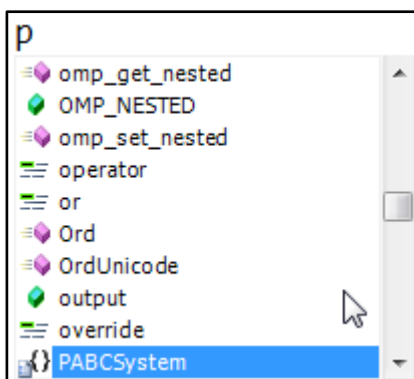 p
omp_get_nested
OMP_NESTED
omp_set_nested
operator
or
Ord
OrdUnicode
output
override
{} PABCSystem